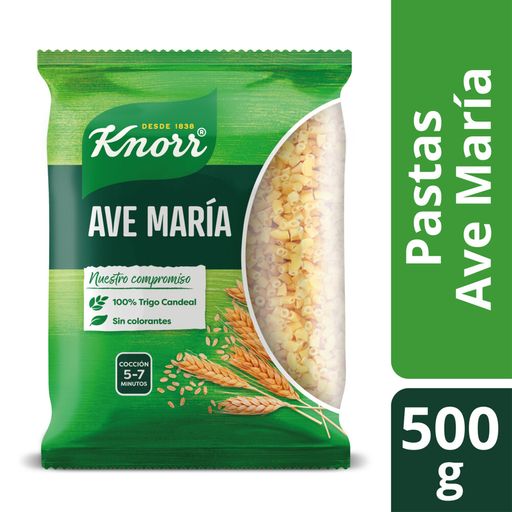 DESDE 1838
Knorr®
AVE MARÍA
Nuestro compromiso
100% Trigo Candeal
Sin colorantes
COCCIÓN
5-7
MINUTOS
Pastas
Ave María
500
g